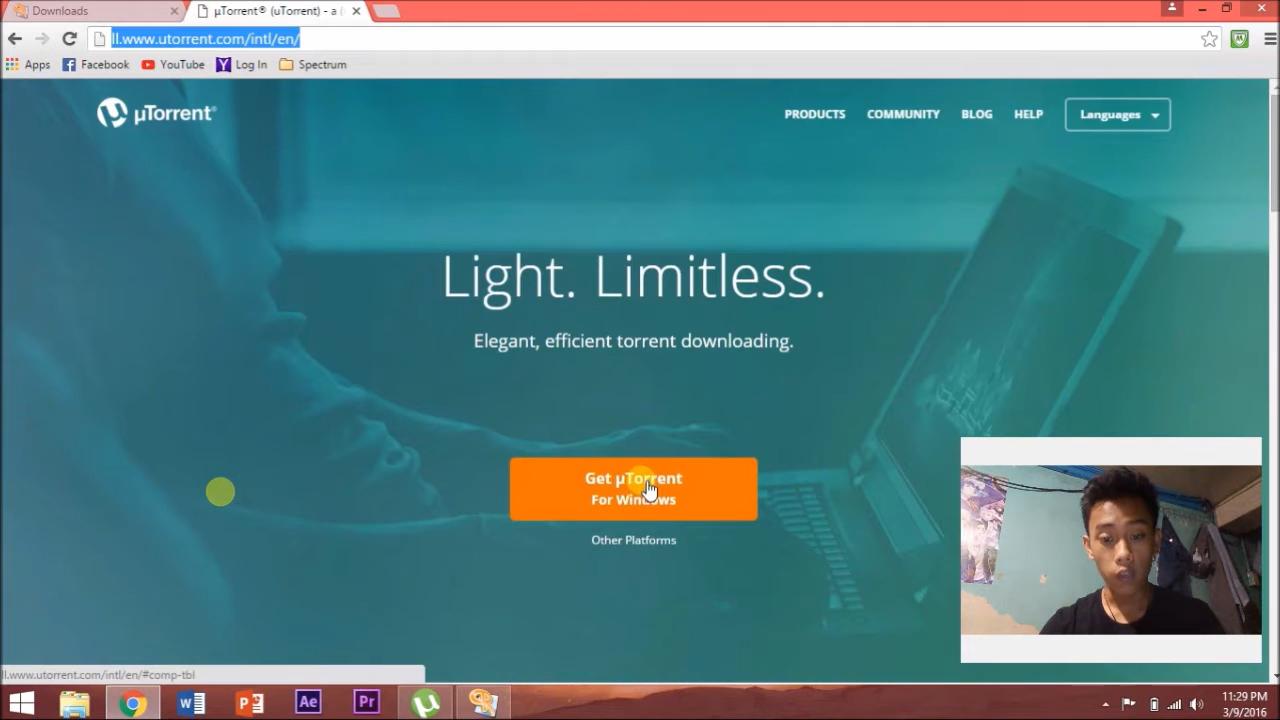 Downloads
µTorrent® (uTorrent) - a (
ll.www.utorrent.com/intl/en/
Apps
Facebook
YouTube
Log In
Spectrum
µTorrent®
PRODUCTS
COMMUNITY
BLOG
HELP
Languages
Light. Limitless.
Elegant, efficient torrent downloading.
Get µTorrent
For Windows
Other Platforms
ll.www.utorrent.com/intl/en/#comp-tbl
Ae
Pr
11:29 PM
3/9/2016